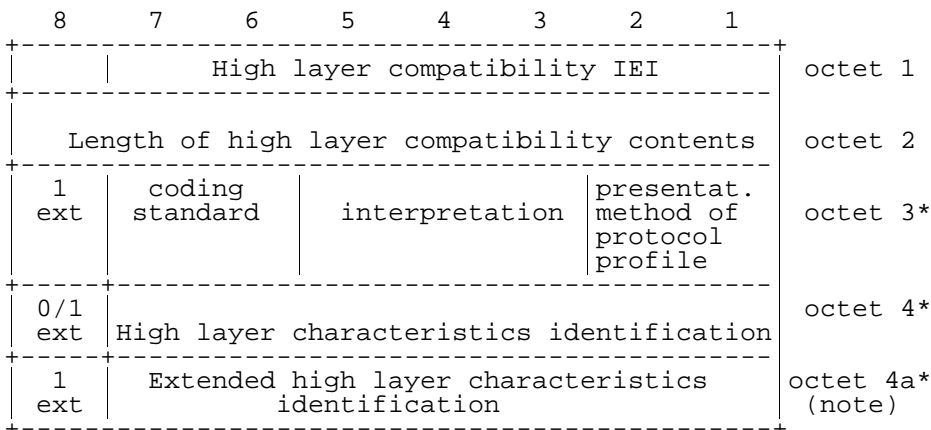 8 7 6 5 4 3 2 1
High layer compatibility IEI octet 1
Length of high layer compatibility contents octet 2
1 coding presentat.
ext standard interpretation method of octet 3*
protocol
profile
0/1 octet 4*
ext High layer characteristics identification
1 Extended high layer characteristics octet 4a*
ext identification (note)